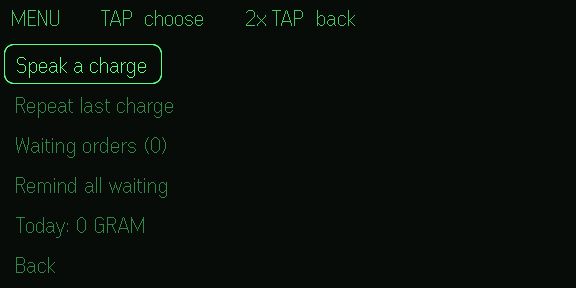 MENU TAP choose 2x TAP back
Speak a charge
Repeat last charge
Waiting orders (0)
Remind all waiting
Today: 0 GRAM
Back